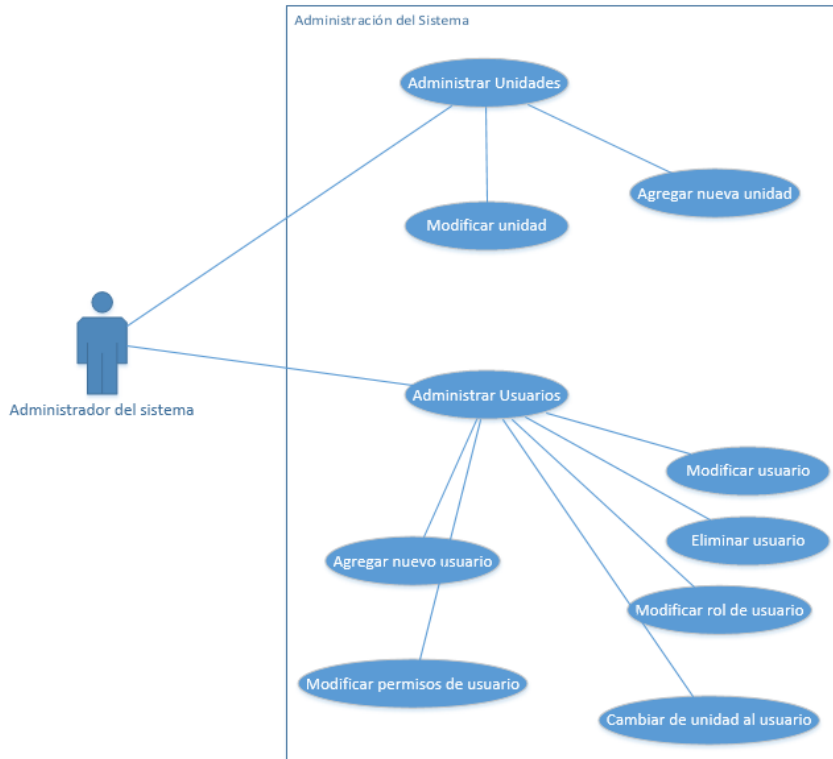 Administración del Sistema
Administrar Unidades
Agregar nueva unidad
Modificar unidad
Administrador del sistema
Administrar Usuarios
Modificar usuario
Eliminar usuario
Agregar nuevo usuario
Modificar rol de usuario
Modificar permisos de usuario
Cambiar de unidad al usuario